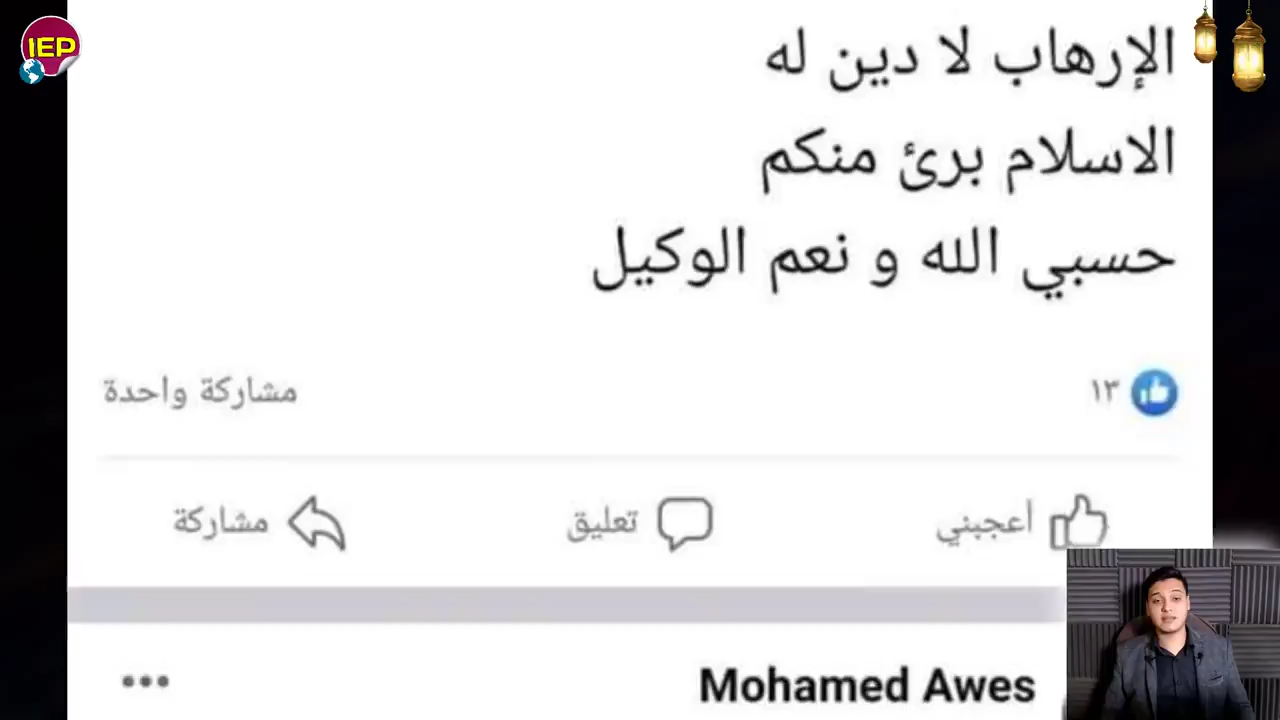 IEP
الإرهاب لا دين له
الاسلام برئ منكم
حسبي الله و نعم الوكيل
١٣
مشاركة واحدة
أعجبني
تعليق
مشاركة
Mohamed Awes